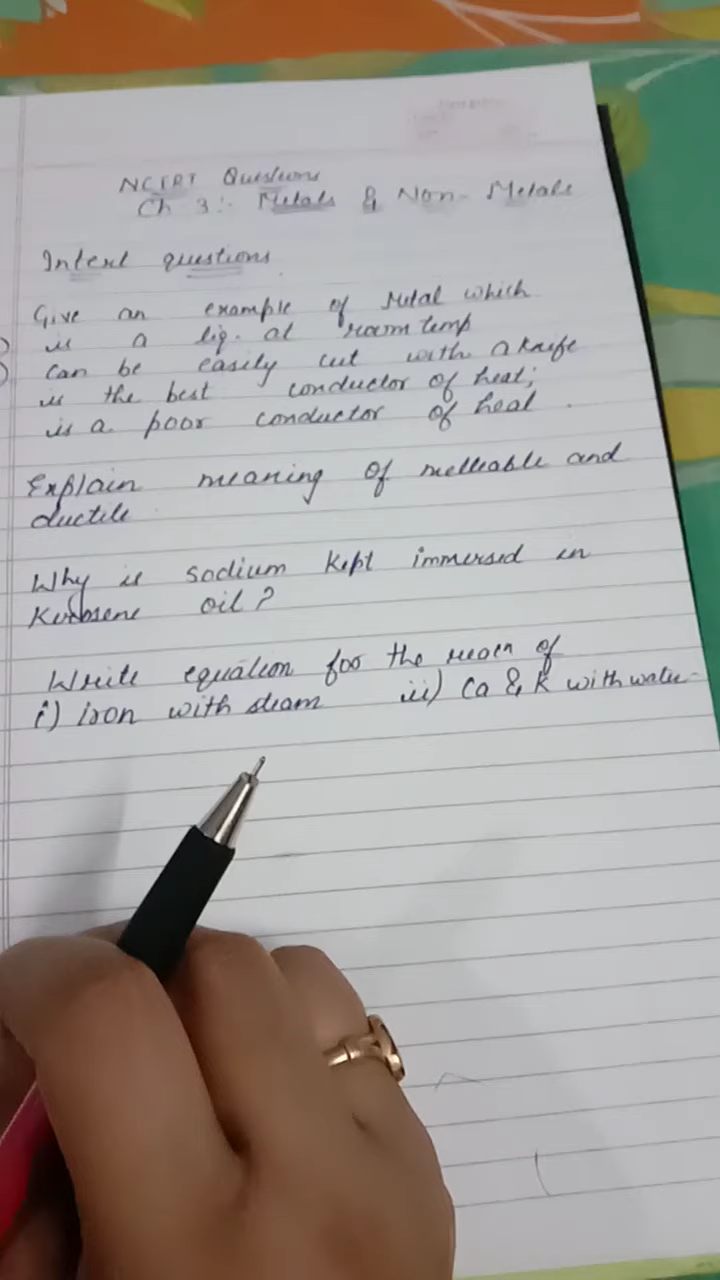 NCERT Questions
Ch 3:- Metals & Non-Metals
Intext questions
Give an example of Metal which
is a liq. at room temp
can be easily cut with a knife
is the best conductor of heat;
is a poor conductor of heat.
Explain meaning of melleable and
ductile
Why is sodium kept immersed in
Kerosene oil?
Write equation for the reacn of
i) iron with steam ii) Ca & K with water